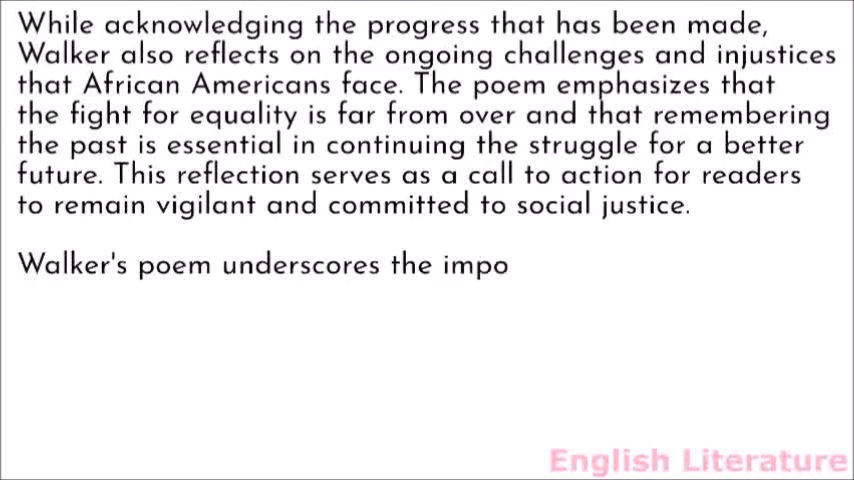 While acknowledging the progress that has been made,
Walker also reflects on the ongoing challenges and injustices
that African Americans face. The poem emphasizes that
the fight for equality is far from over and that remembering
the past is essential in continuing the struggle for a better
future. This reflection serves as a call to action for readers
to remain vigilant and committed to social justice.
Walker's poem underscores the impo
English Literature